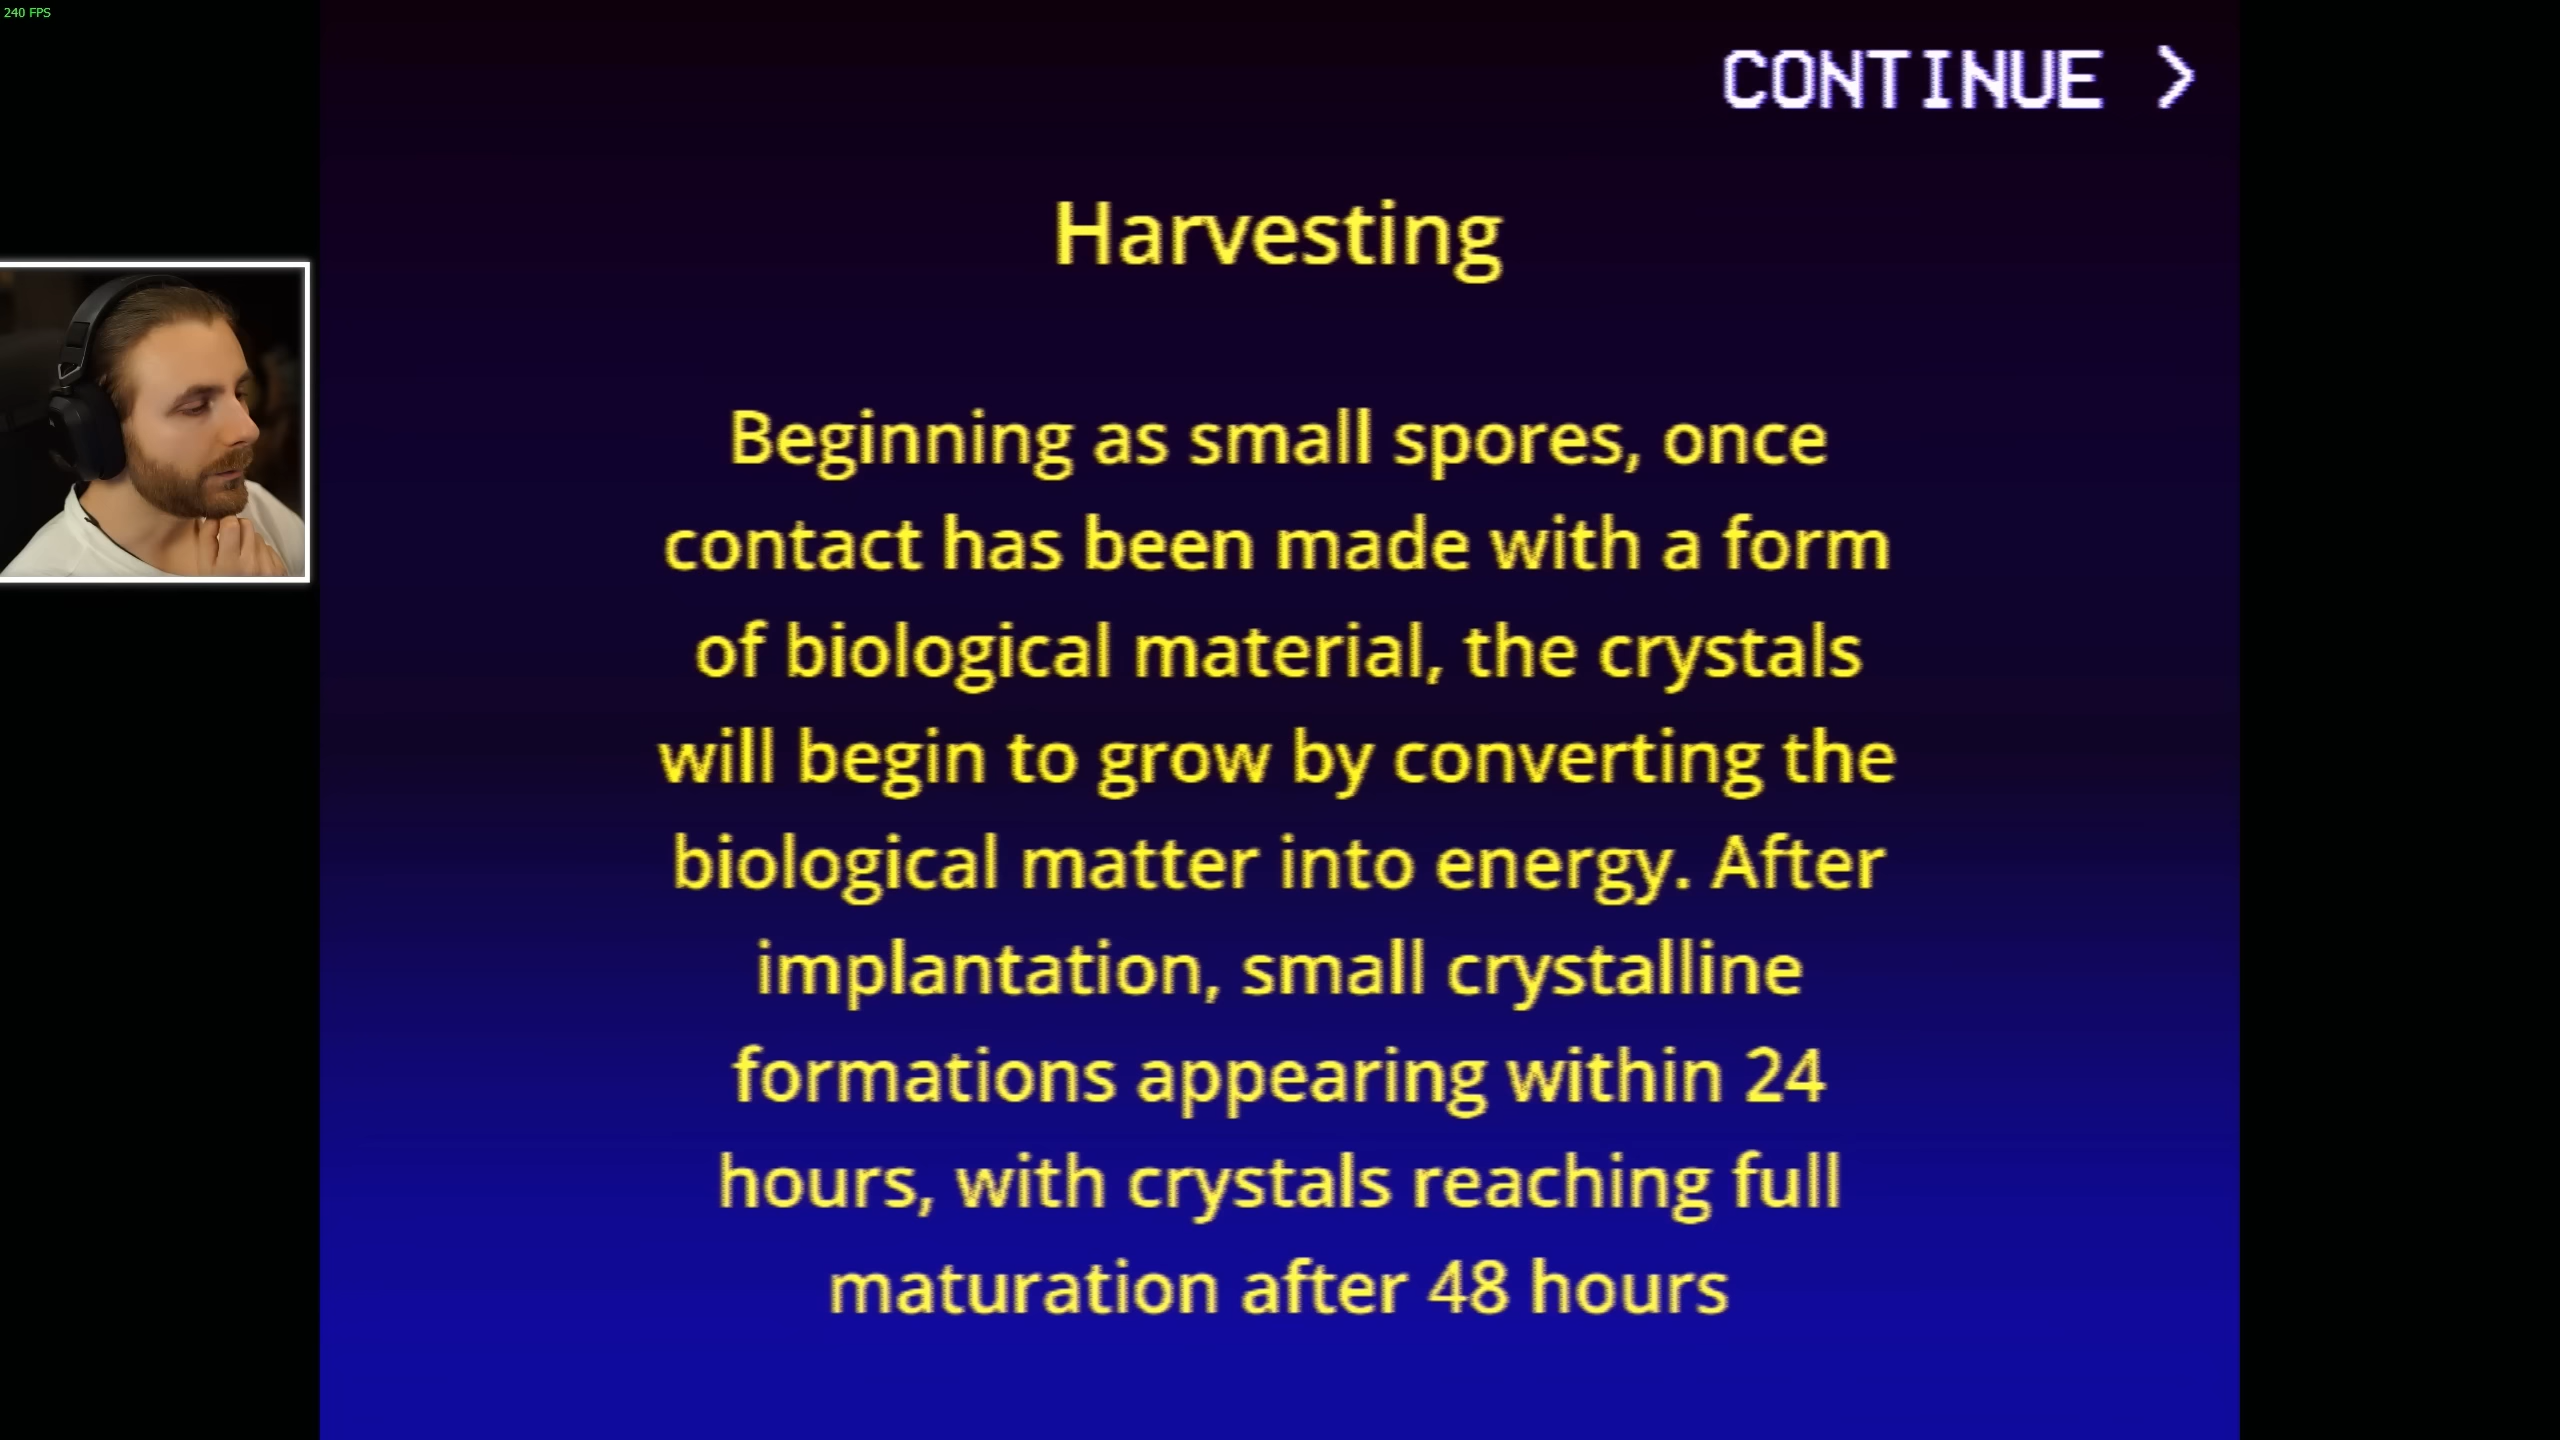 240 FPS
CONTINUE >
Harvesting
Beginning as small spores, once
contact has been made with a form
of biological material, the crystals
will begin to grow by converting the
biological matter into energy. After
implantation, small crystalline
formations appearing within 24
hours, with crystals reaching full
maturation after 48 hours